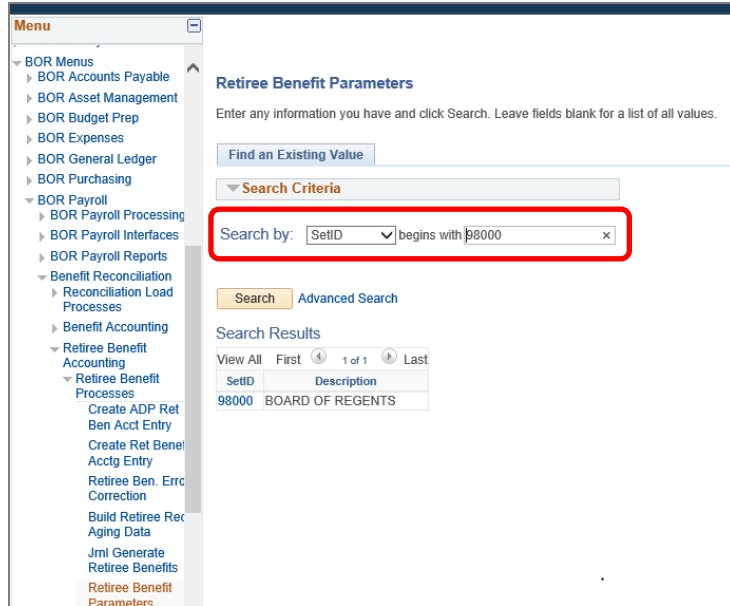 Menu
BOR Menus
BOR Accounts Payable
BOR Asset Management
BOR Budget Prep
BOR Expenses
BOR General Ledger
BOR Purchasing
BOR Payroll
BOR Payroll Processing
BOR Payroll Interfaces
BOR Payroll Reports
Benefit Reconciliation
Reconciliation Load
Processes
Benefit Accounting
Retiree Benefit
Accounting
Retiree Benefit
Processes
Create ADP Ret
Ben Acct Entry
Create Ret Benef
Acctg Entry
Retiree Ben. Erro
Correction
Build Retiree Rec
Aging Data
Jrnl Generate
Retiree Benefits
Retiree Benefit
Parameters
Retiree Benefit Parameters
Enter any information you have and click Search. Leave fields blank for a list of all values.
Find an Existing Value
Search Criteria
Search by: SetID begins with 98000 ×
Search Advanced Search
Search Results
View All First 1 of 1 Last
SetID Description
98000 BOARD OF REGENTS